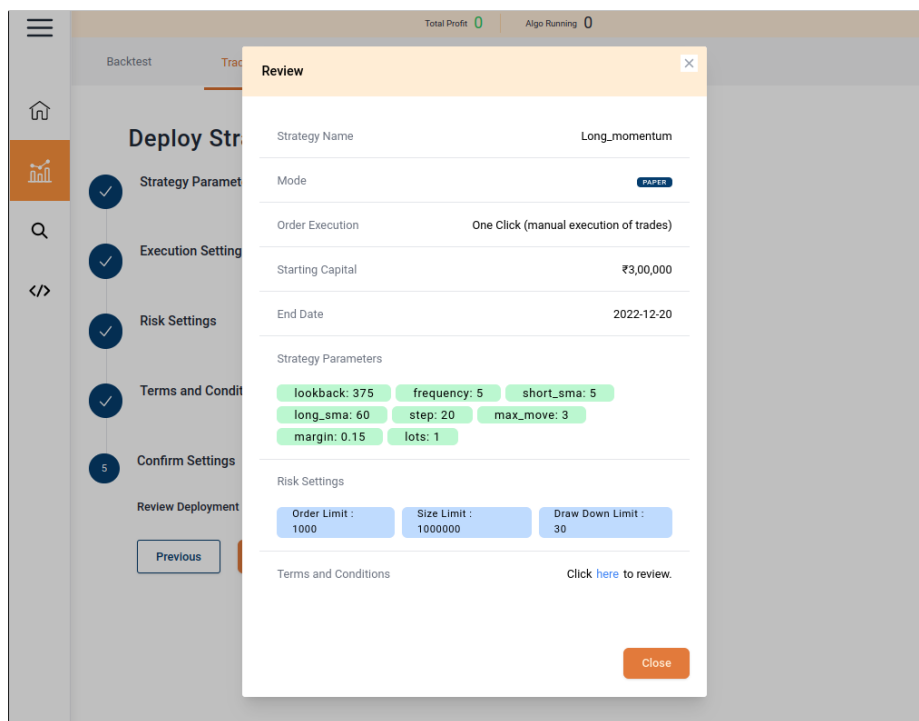 Total Profit 0 Algo Running 0
Backtest Trac
Review
Deploy Str
Strategy Name Long_momentum
Strategy Paramet
Mode PAPER
Order Execution One Click (manual execution of trades)
Execution Setting
Starting Capital ₹3,00,000
End Date 2022-12-20
Risk Settings
Strategy Parameters
Terms and Condit
lookback: 375 frequency: 5 short_sma: 5
long_sma: 60 step: 20 max_move: 3
margin: 0.15 lots: 1
5 Confirm Settings
Risk Settings
Review Deployment
Order Limit : Size Limit : Draw Down Limit :
1000 1000000 30
Previous
Terms and Conditions Click here to review.
Close